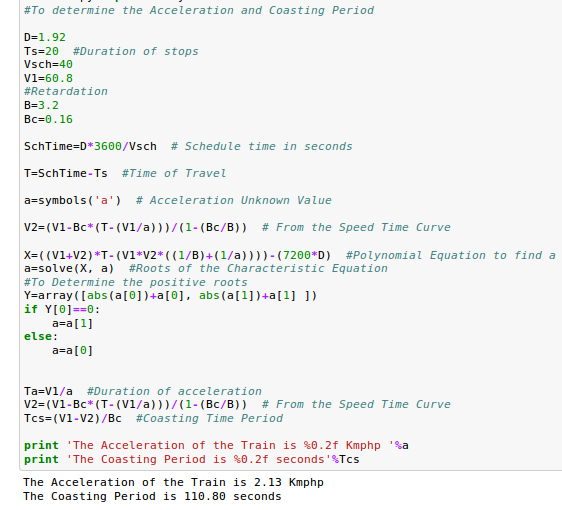 #To determine the Acceleration and Coasting Period
D=1.92
Ts=20  #Duration of stops
Vsch=40
V1=60.8
#Retardation
B=3.2
Bc=0.16
SchTime=D*3600/Vsch  # Schedule time in seconds
T=SchTime-Ts  #Time of Travel
a=symbols('a')  # Acceleration Unknown Value
V2=(V1-Bc*(T-(V1/a)))/(1-(Bc/B))  # From the Speed Time Curve
X=((V1+V2)*T-(V1*V2*((1/B)+(1/a))))-(7200*D)  #Polynomial Equation to find a
a=solve(X, a)  #Roots of the Characteristic Equation
#To Determine the positive roots
Y=array([abs(a[0])+a[0], abs(a[1])+a[1] ])
if Y[0]==0:
    a=a[1]
else:
    a=a[0]
Ta=V1/a  #Duration of acceleration
V2=(V1-Bc*(T-(V1/a)))/(1-(Bc/B))  # From the Speed Time Curve
Tcs=(V1-V2)/Bc  #Coasting Time Period
print 'The Acceleration of the Train is %0.2f Kmphp '%a
print 'The Coasting Period is %0.2f seconds'%Tcs
The Acceleration of the Train is 2.13 Kmphp
The Coasting Period is 110.80 seconds